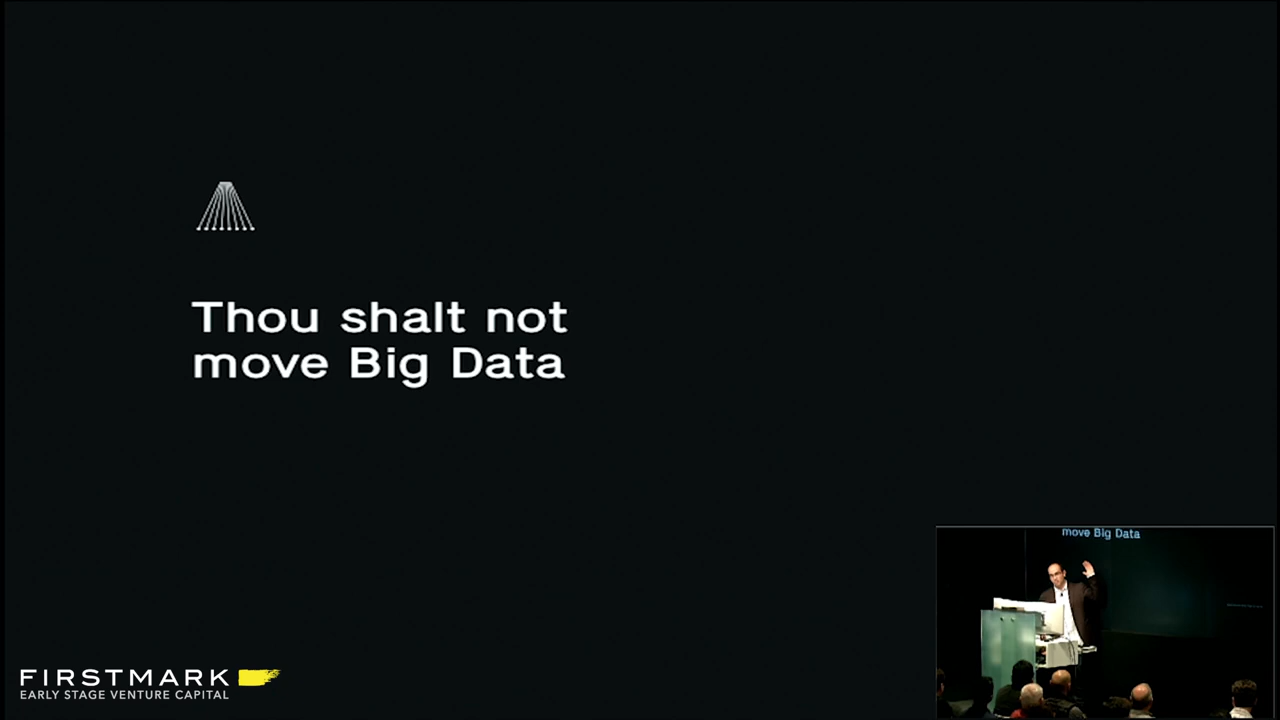 Thou shalt not
move Big Data
move Big Data
FIRSTMARK
EARLY STAGE VENTURE CAPITAL